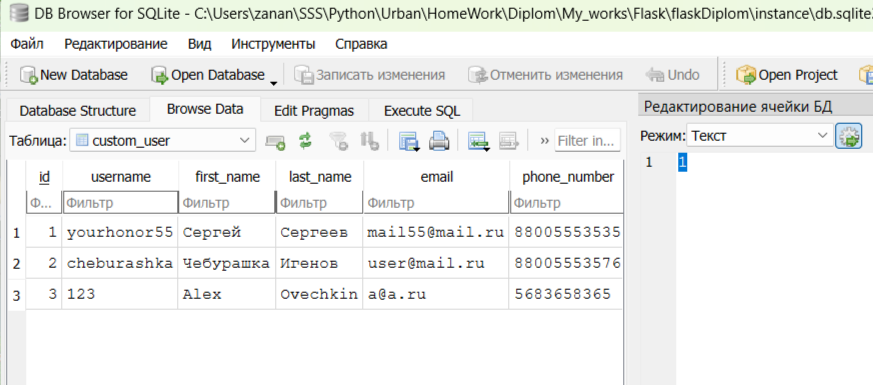 DB Browser for SQLite - C:\Users\zanan\SSS\Python\Urban\HomeWork\Diplom\My_works\Flask\flaskDiplom\instance\db.sqlite3
Файл Редактирование Вид Инструменты Справка
New Database Open Database Записать изменения Отменить изменения Undo Open Project
Database Structure Browse Data Edit Pragmas Execute SQL
Редактирование ячейки БД
Таблица: custom_user » Filter in...
Режим: Текст
1 1
id username first_name last_name email phone_number
Ф... Фильтр Фильтр Фильтр Фильтр Фильтр
1 1 yourhonor55 Сергей Сергеев mail55@mail.ru 88005553535
2 2 cheburashka Чебурашка Игенов user@mail.ru 88005553576
3 3 123 Alex Ovechkin a@a.ru 5683658365